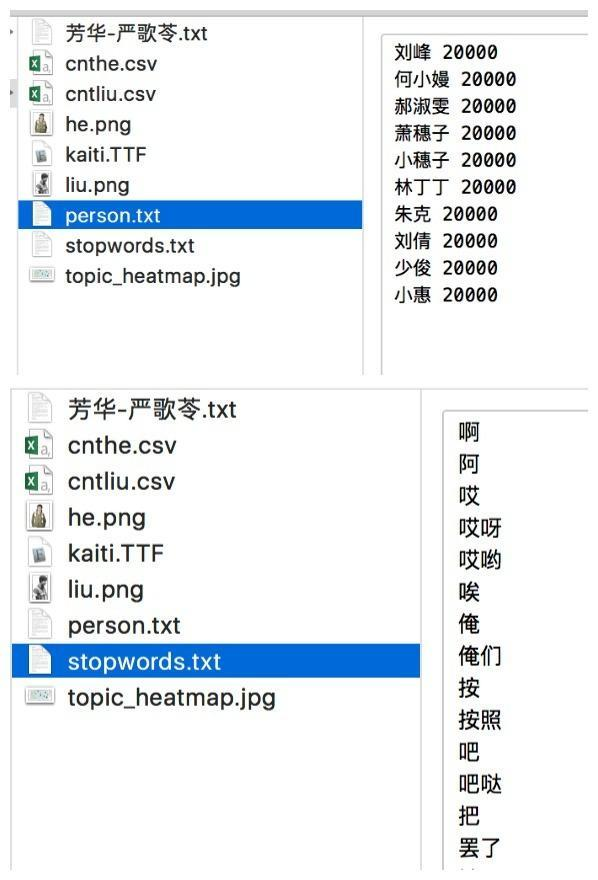 芳华-严歌苓.txt
cnthe.csv
cntliu.csv
he.png
kaiti.TTF
liu.png
person.txt
stopwords.txt
topic_heatmap.jpg
刘峰 20000
何小嫚 20000
郝淑雯 20000
萧穗子 20000
小穗子 20000
林丁丁 20000
朱克 20000
刘倩 20000
少俊 20000
小惠 20000
芳华-严歌苓.txt
cnthe.csv
cntliu.csv
he.png
kaiti.TTF
liu.png
person.txt
stopwords.txt
topic_heatmap.jpg
啊
阿
哎
哎呀
哎哟
唉
俺
俺们
按
按照
吧
吧哒
把
罢了